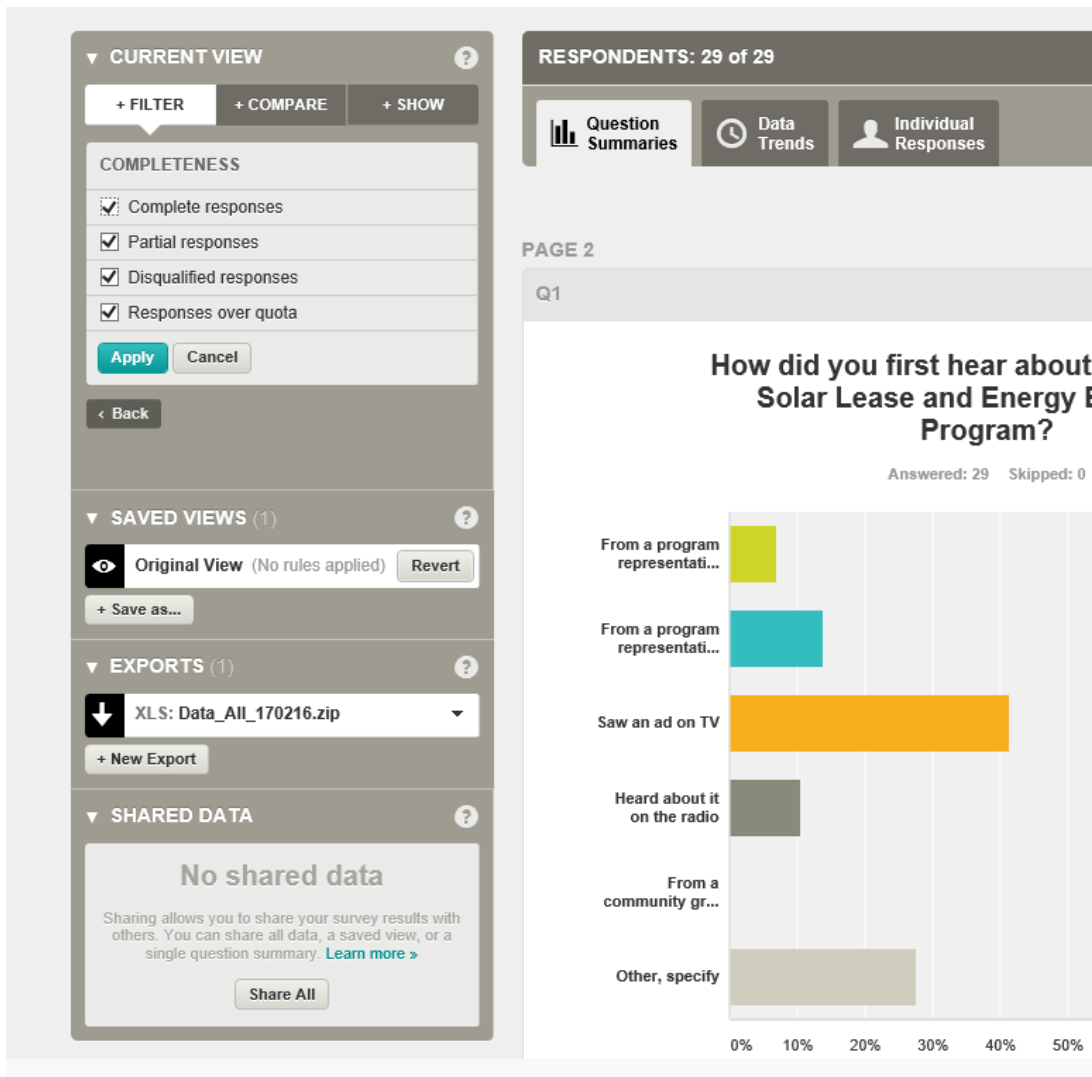 CURRENT VIEW
?
+ FILTER
+ COMPARE
+ SHOW
COMPLETENESS
Complete responses
Partial responses
Disqualified responses
Responses over quota
Apply
Cancel
‹ Back
SAVED VIEWS (1)
?
Original View (No rules applied)
Revert
+ Save as...
EXPORTS (1)
?
XLS: Data_All_170216.zip
+ New Export
SHARED DATA
?
No shared data
Sharing allows you to share your survey results with
others. You can share all data, a saved view, or a
single question summary. Learn more »
Share All
RESPONDENTS: 29 of 29
Question
Summaries
Data
Trends
Individual
Responses
PAGE 2
Q1
How did you first hear about
Solar Lease and Energy
Program?
Answered: 29 Skipped: 0
From a program
representati...
From a program
representati...
Saw an ad on TV
Heard about it
on the radio
From a
community gr...
Other, specify
0% 10% 20% 30% 40% 50%